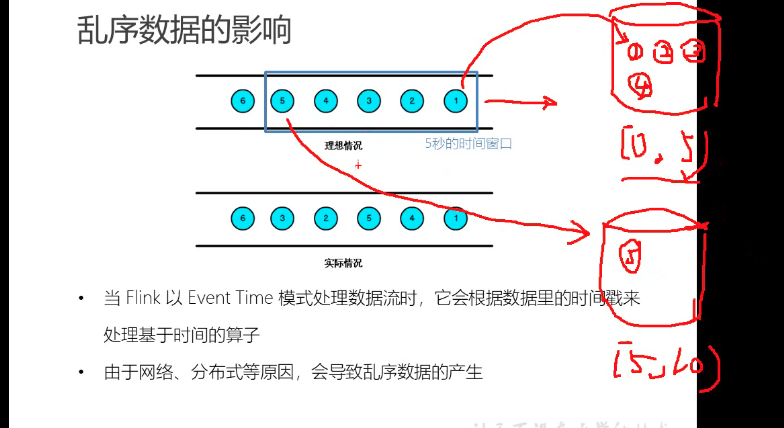 乱序数据的影响
① ② ③
④
6 5 4 3 2 1
理想情况
5秒的时间窗口
[0, 5)
6 3 2 5 4 1
实际情况
⑤
• 当 Flink 以 Event Time 模式处理数据流时，它会根据数据里的时间戳来
处理基于时间的算子
[5, 10)
• 由于网络、分布式等原因，会导致乱序数据的产生